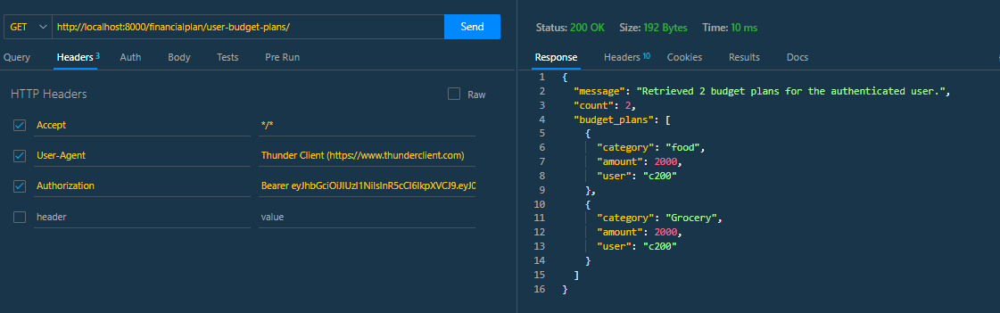 GET http://localhost:8000/financialplan/user-budget-plans/ Send
Query Headers 3 Auth Body Tests Pre Run
HTTP Headers Raw
Accept */*
User-Agent Thunder Client (https://www.thunderclient.com)
Authorization Bearer eyJhbGciOiJIUzI1NiIsInR5cCI6IkpXVCJ9.eyJ0
header value
Status: 200 OK Size: 192 Bytes Time: 10 ms
Response Headers 10 Cookies Results Docs
1 {
2 "message": "Retrieved 2 budget plans for the authenticated user.",
3 "count": 2,
4 "budget_plans": [
5 {
6 "category": "food",
7 "amount": 2000,
8 "user": "c200"
9 },
10 {
11 "category": "Grocery",
12 "amount": 2000,
13 "user": "c200"
14 }
15 ]
16 }